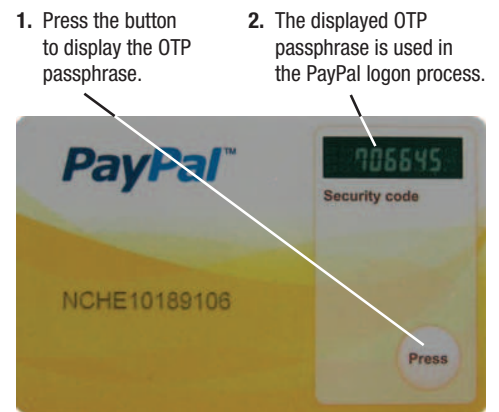 1. Press the button
to display the OTP
passphrase.
2. The displayed OTP
passphrase is used in
the PayPal logon process.
PayPal™
706645
Security code
NCHE10189106
Press